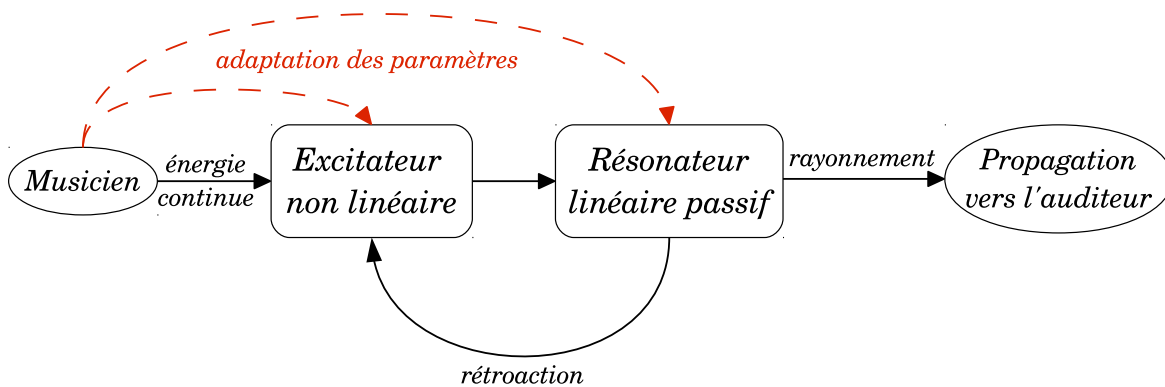 adaptation des paramètres
Musicien
énergie
continue
Excitateur
non linéaire
Résonateur
linéaire passif
rayonnement
Propagation
vers l'auditeur
rétroaction